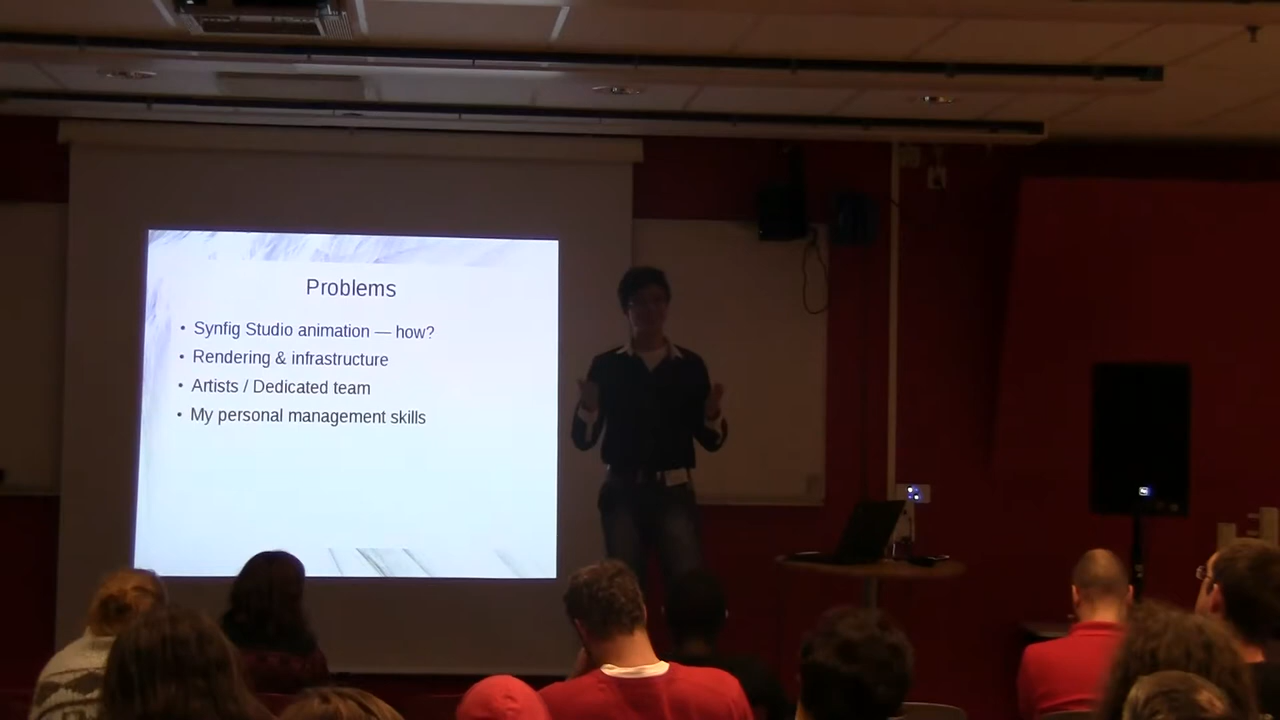 Problems
• Synfig Studio animation — how?
• Rendering & infrastructure
• Artists / Dedicated team
• My personal management skills